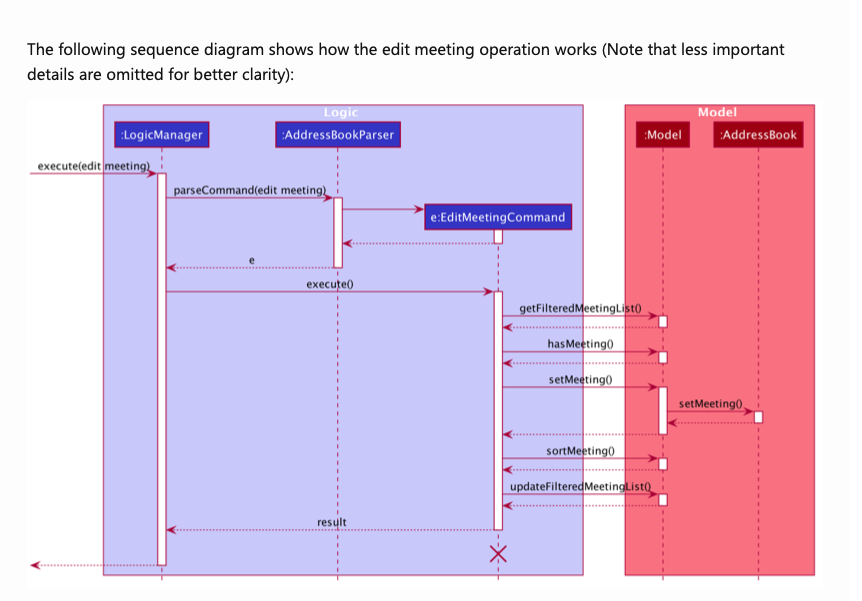 The following sequence diagram shows how the edit meeting operation works (Note that less important
details are omitted for better clarity):
Logic
Model
:LogicManager
:AddressBookParser
:Model
:AddressBook
execute(edit meeting)
parseCommand(edit meeting)
e:EditMeetingCommand
e
execute()
getFilteredMeetingList()
hasMeeting()
setMeeting()
setMeeting()
sortMeeting()
updateFilteredMeetingList()
result